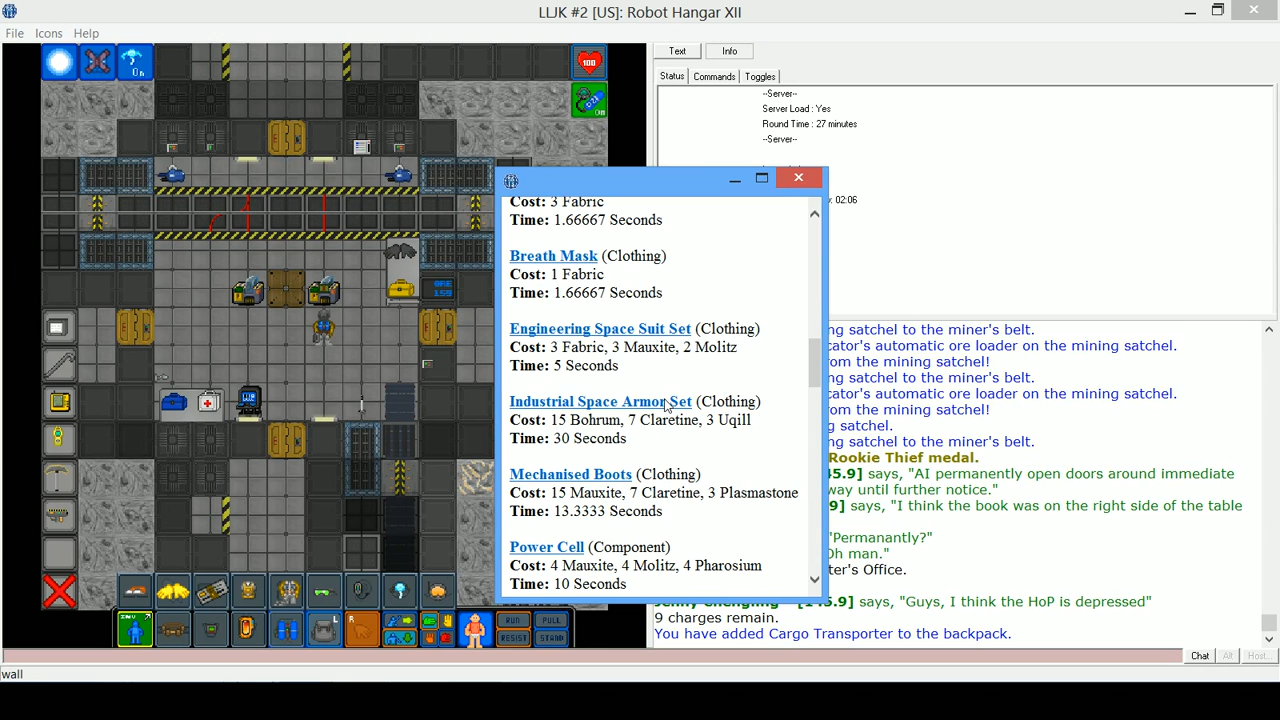 LLJK #2 [US]: Robot Hangar XII
File Icons Help
Text Info
Status Commands Toggles
--Server--
Server Load : Yes
Round Time : 27 minutes
--Server--
: 02:06
On
100
On
Cost: 3 Fabric
Time: 1.66667 Seconds
Breath Mask (Clothing)
Cost: 1 Fabric
Time: 1.66667 Seconds
Engineering Space Suit Set (Clothing)
Cost: 3 Fabric, 3 Mauxite, 2 Molitz
Time: 5 Seconds
Industrial Space Armor Set (Clothing)
Cost: 15 Bohrum, 7 Claretine, 3 Uqill
Time: 30 Seconds
Mechanised Boots (Clothing)
Cost: 15 Mauxite, 7 Claretine, 3 Plasmastone
Time: 13.3333 Seconds
Power Cell (Component)
Cost: 4 Mauxite, 4 Molitz, 4 Pharosium
Time: 10 Seconds
ng satchel to the miner's belt.
cator's automatic ore loader on the mining satchel.
rom the mining satchel!
ng satchel to the miner's belt.
cator's automatic ore loader on the mining satchel.
rom the mining satchel!
g satchel.
ng satchel to the miner's belt.
Rookie Thief medal.
45.9] says, "AI permanently open doors around immediate
way until further notice."
9] says, "I think the book was on the right side of the table
"Permanantly?"
Oh man."
ter's Office.
says, "Guys, I think the HoP is depressed"
9 charges remain.
You have added Cargo Transporter to the backpack.
INV
L
R
RUN PULL
RESIST STAND
Chat Alt Host...
wall